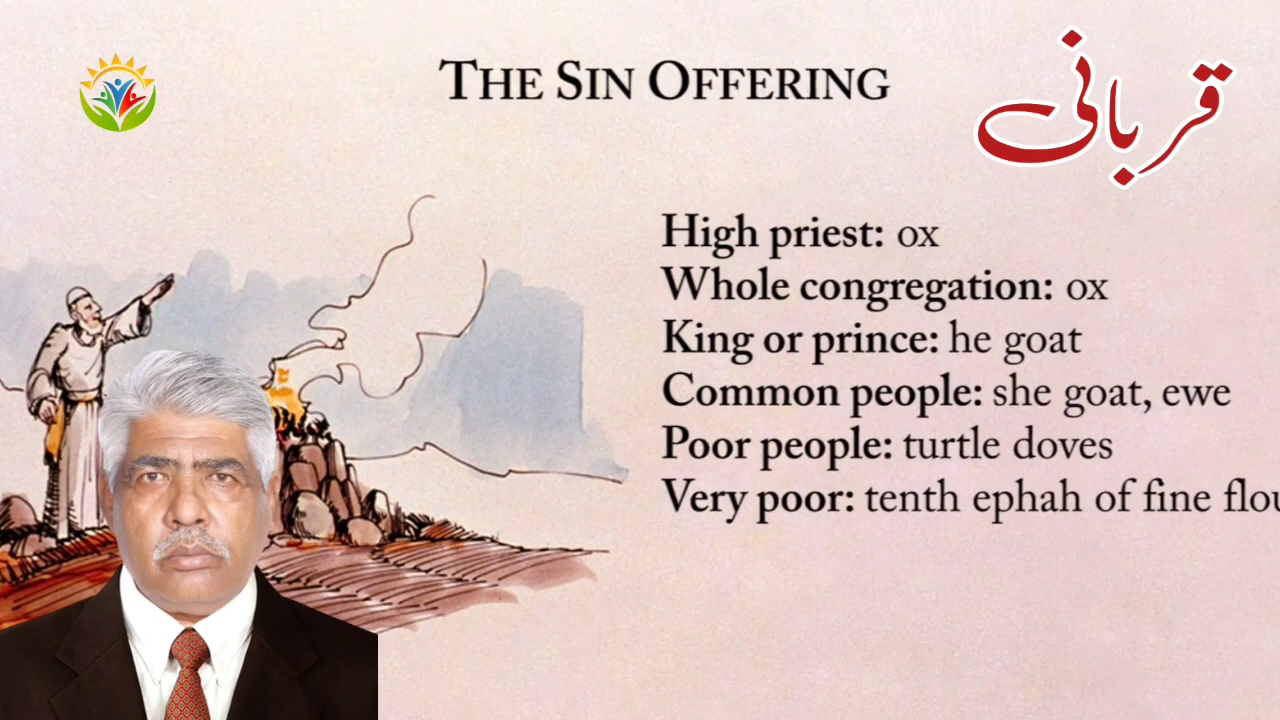 THE SIN OFFERING
قربانی
High priest: ox
Whole congregation: ox
King or prince: he goat
Common people: she goat, ewe
Poor people: turtle doves
Very poor: tenth ephah of fine flou